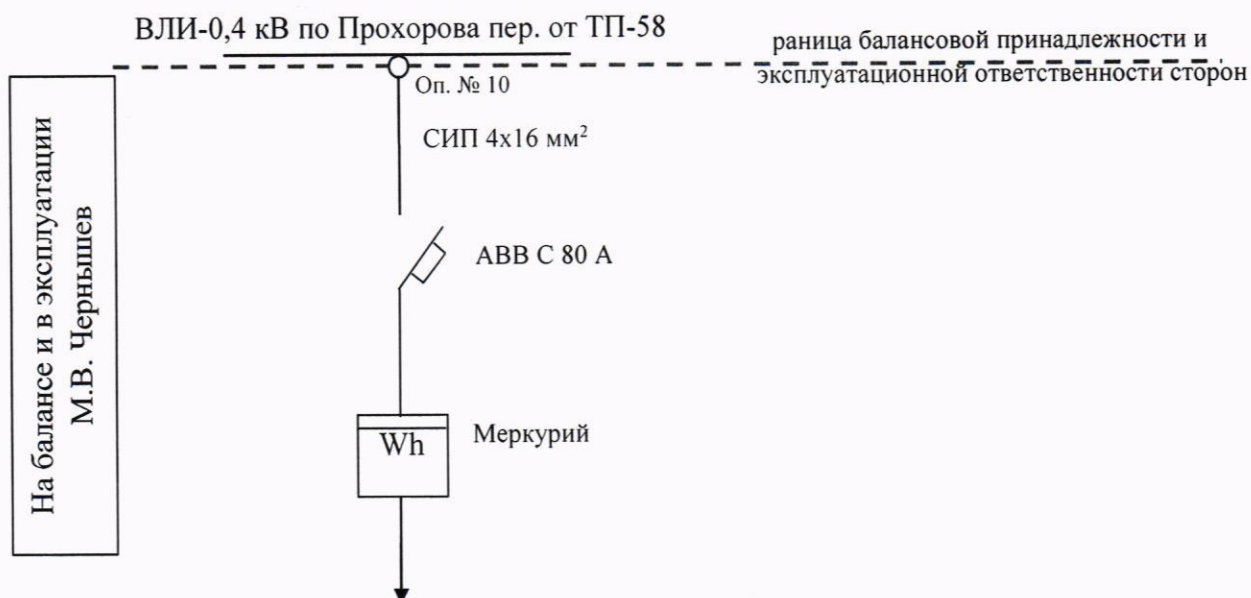 ВЛИ-0,4 кВ по Прохорова пер. от ТП-58
раница балансовой принадлежности и
эксплуатационной ответственности сторон
Оп. № 10
СИП 4х16 мм²
АВВ С 80 А
Wh
Меркурий
На балансе и в эксплуатации
М.В. Чернышев